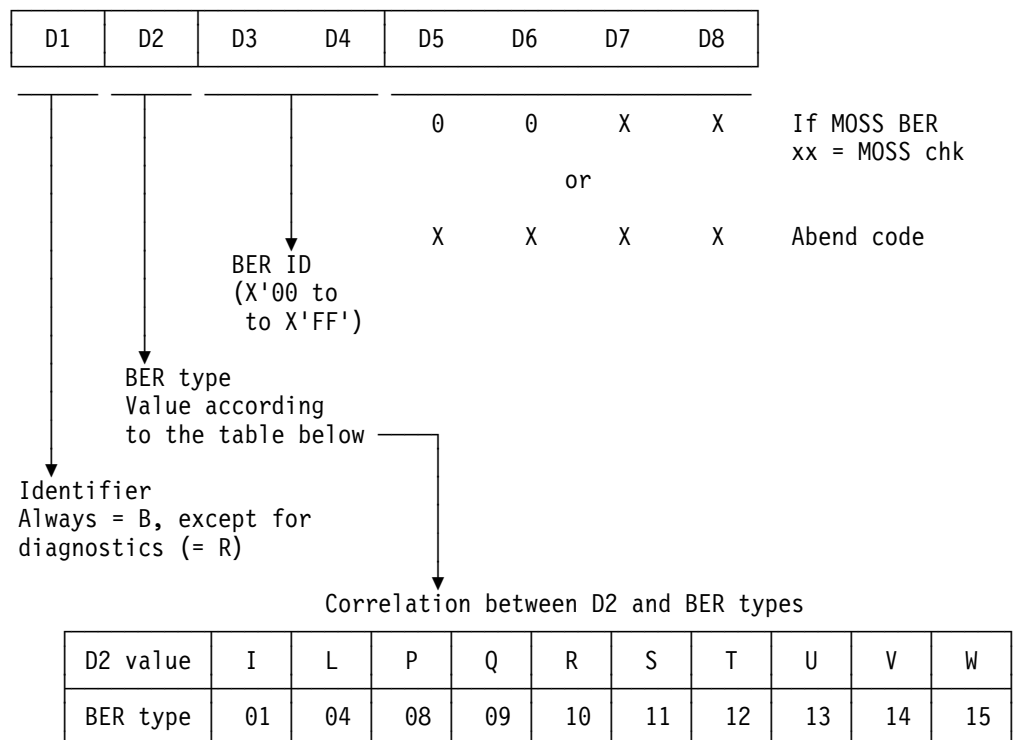 D1 D2 D3 D4 D5 D6 D7 D8
0 0 X X If MOSS BER
xx = MOSS chk
or
X X X X Abend code
BER ID
(X'00 to
to X'FF')
BER type
Value according
to the table below
Identifier
Always = B, except for
diagnostics (= R)
Correlation between D2 and BER types
D2 value I L P Q R S T U V W
BER type 01 04 08 09 10 11 12 13 14 15